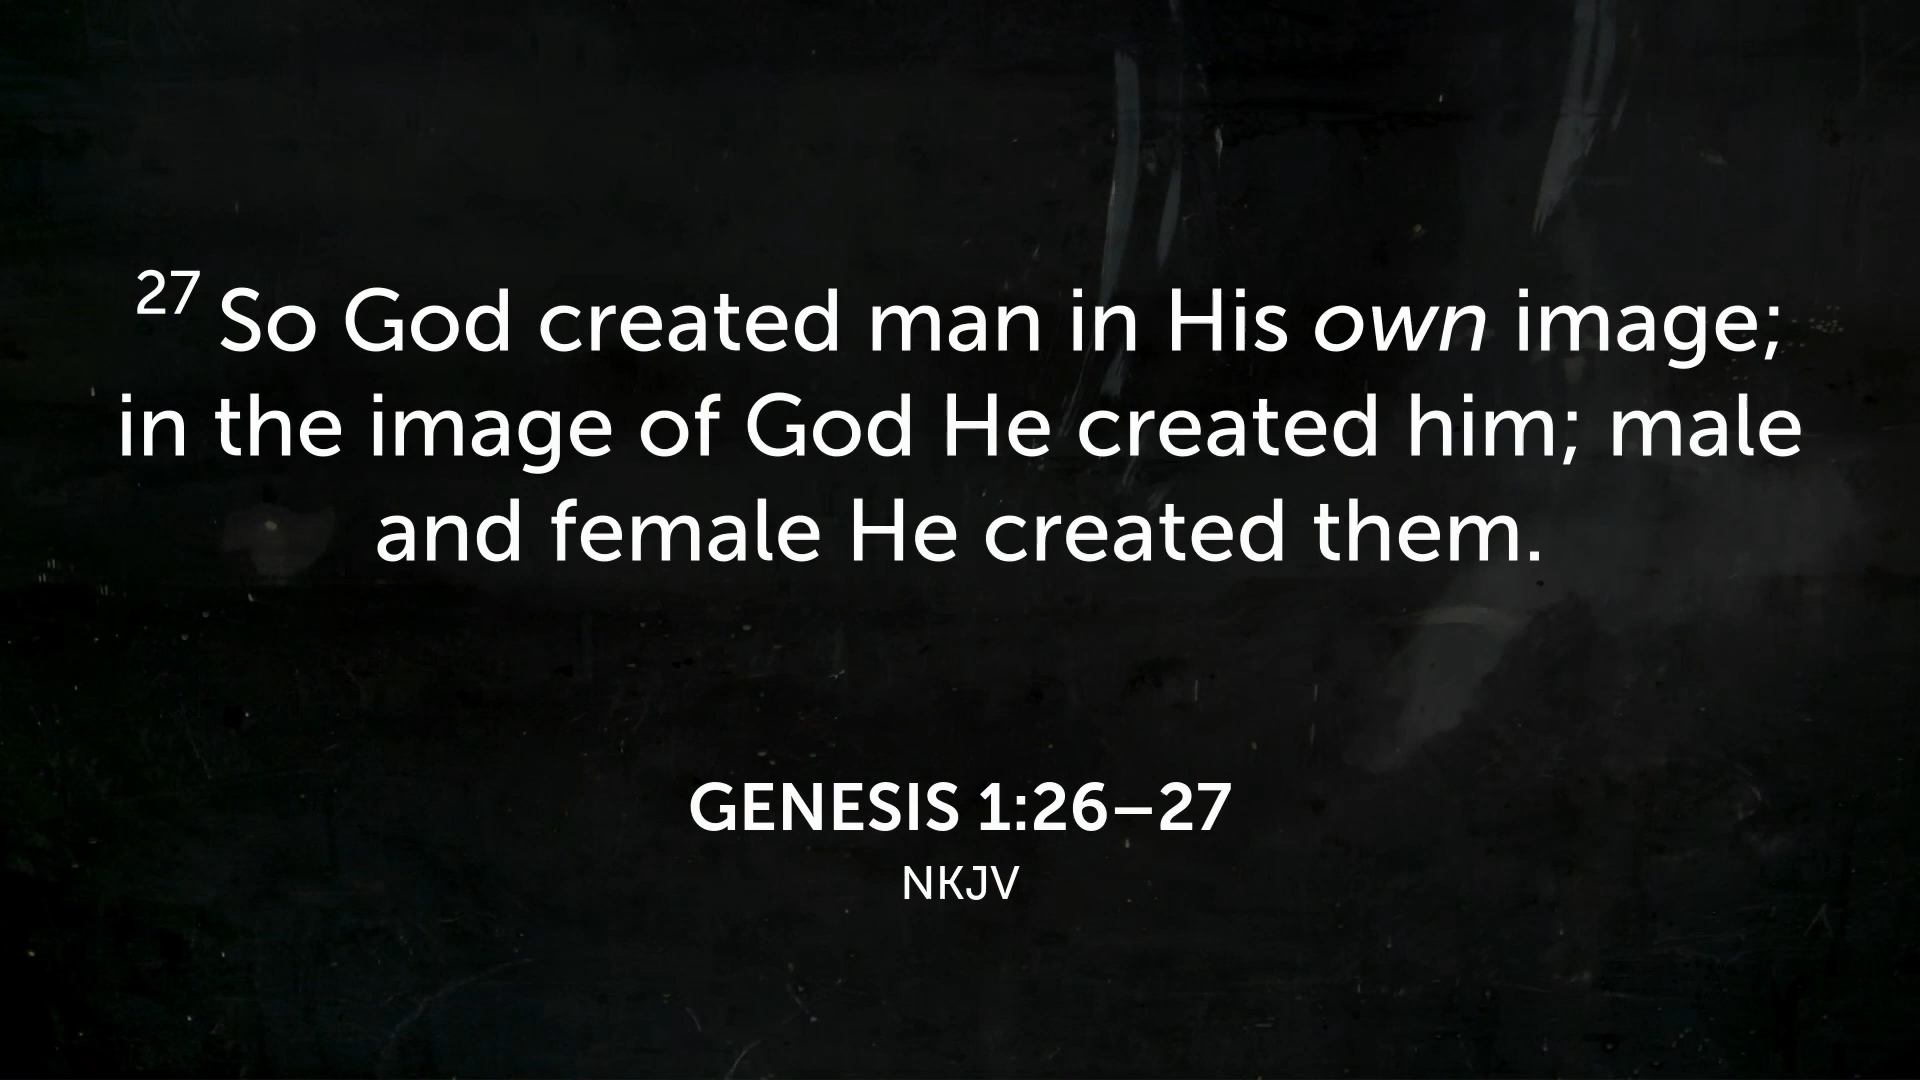 27 So God created man in His own image;
in the image of God He created him; male
and female He created them.
GENESIS 1:26–27
NKJV